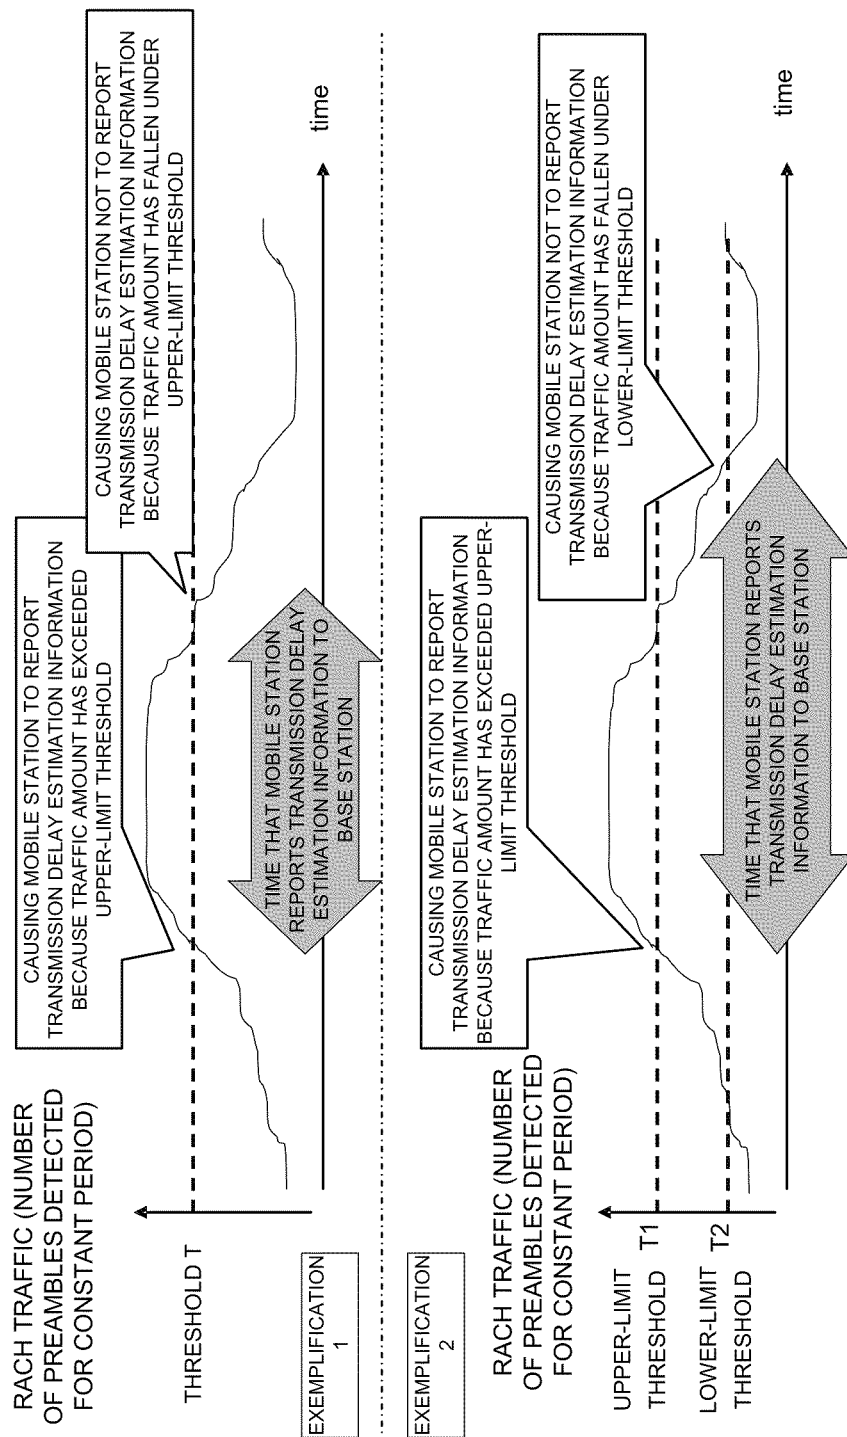 RACH TRAFFIC (NUMBER
OF PREAMBLES DETECTED
FOR CONSTANT PERIOD)
CAUSING MOBILE STATION TO REPORT
TRANSMISSION DELAY ESTIMATION INFORMATION
BECAUSE TRAFFIC AMOUNT HAS EXCEEDED
UPPER-LIMIT THRESHOLD
CAUSING MOBILE STATION NOT TO REPORT
TRANSMISSION DELAY ESTIMATION INFORMATION
BECAUSE TRAFFIC AMOUNT HAS FALLEN UNDER
UPPER-LIMIT THRESHOLD
THRESHOLD T
TIME THAT MOBILE STATION
REPORTS TRANSMISSION DELAY
ESTIMATION INFORMATION TO
BASE STATION
time
EXEMPLIFICATION
1
EXEMPLIFICATION
2
RACH TRAFFIC (NUMBER
OF PREAMBLES DETECTED
FOR CONSTANT PERIOD)
CAUSING MOBILE STATION TO REPORT
TRANSMISSION DELAY ESTIMATION INFORMATION
BECAUSE TRAFFIC AMOUNT HAS EXCEEDED UPPER-
LIMIT THRESHOLD
CAUSING MOBILE STATION NOT TO REPORT
TRANSMISSION DELAY ESTIMATION INFORMATION
BECAUSE TRAFFIC AMOUNT HAS FALLEN UNDER
LOWER-LIMIT THRESHOLD
UPPER-LIMIT
THRESHOLD T1
LOWER-LIMIT
THRESHOLD T2
TIME THAT MOBILE STATION REPORTS
TRANSMISSION DELAY ESTIMATION
INFORMATION TO BASE STATION
time